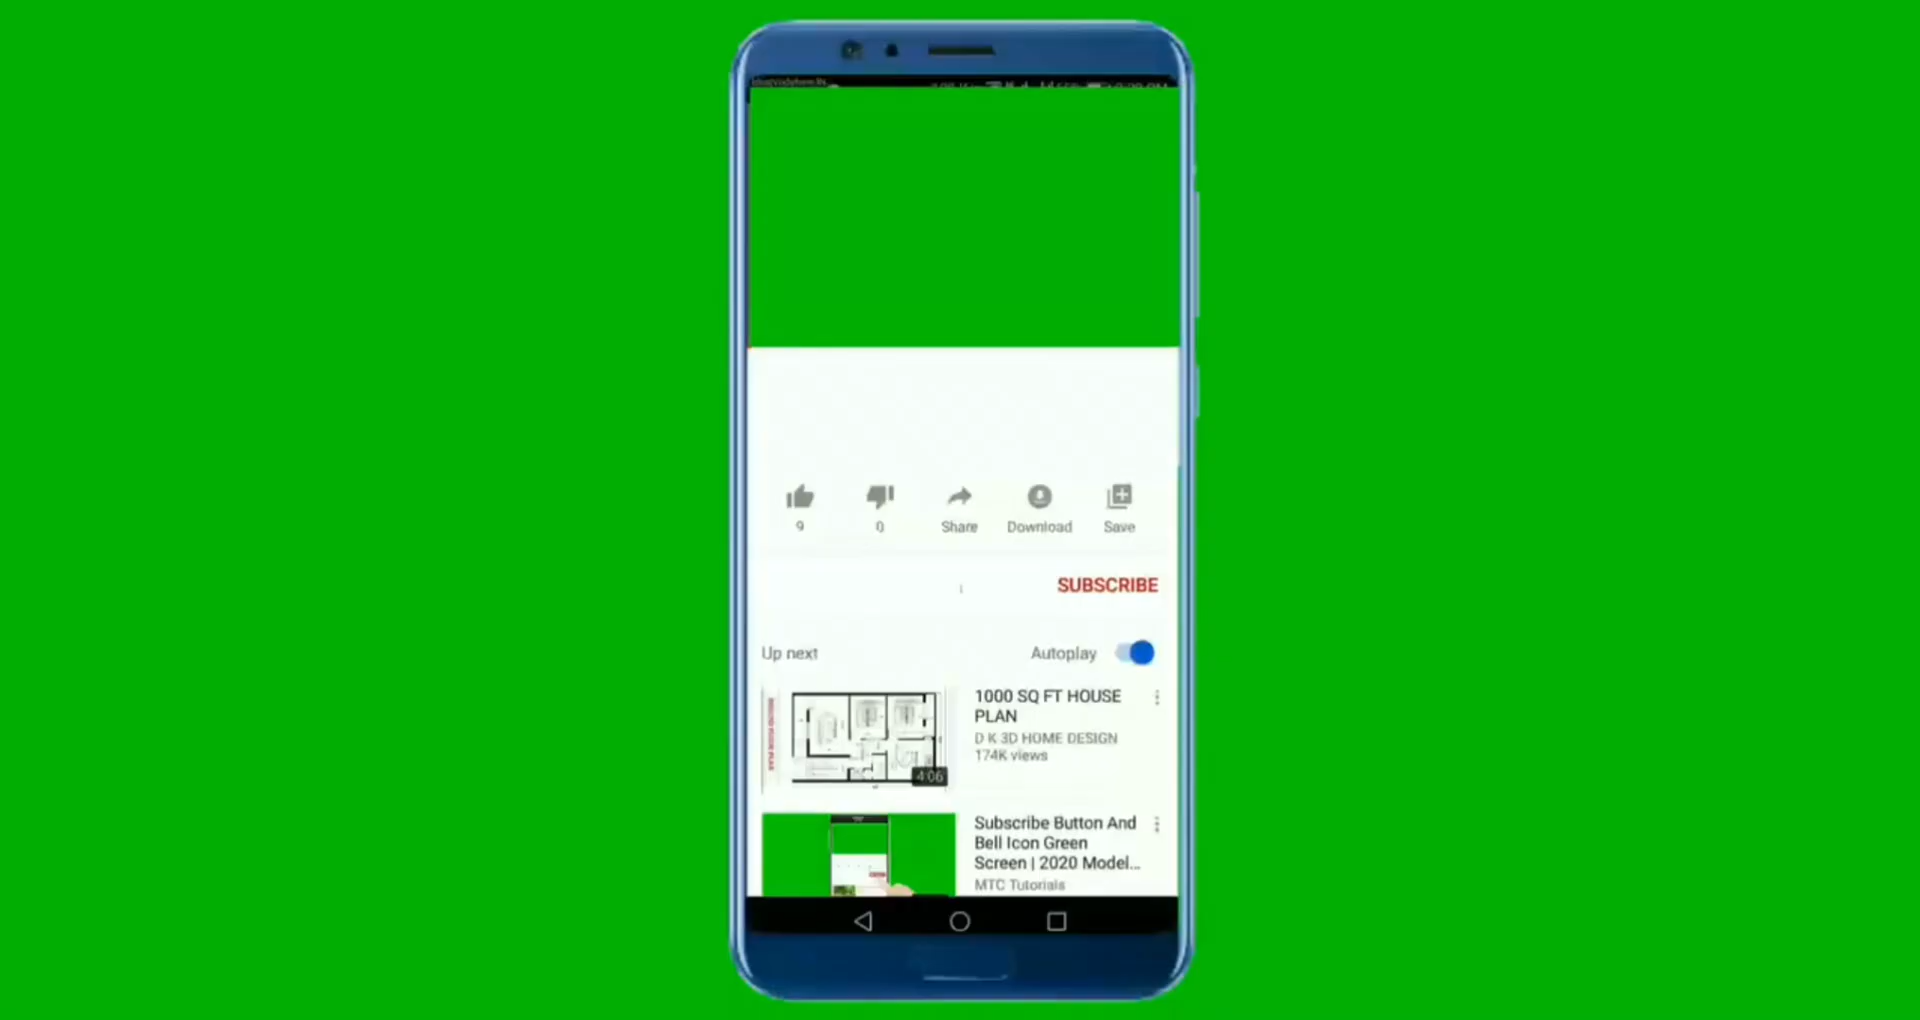 9
0
Share
Download
Save
SUBSCRIBE
Up next
Autoplay
1000 SQ FT HOUSE
PLAN
D K 3D HOME DESIGN
174K views
4:06
Subscribe Button And
Bell Icon Green
Screen | 2020 Model...
MTC Tutorials